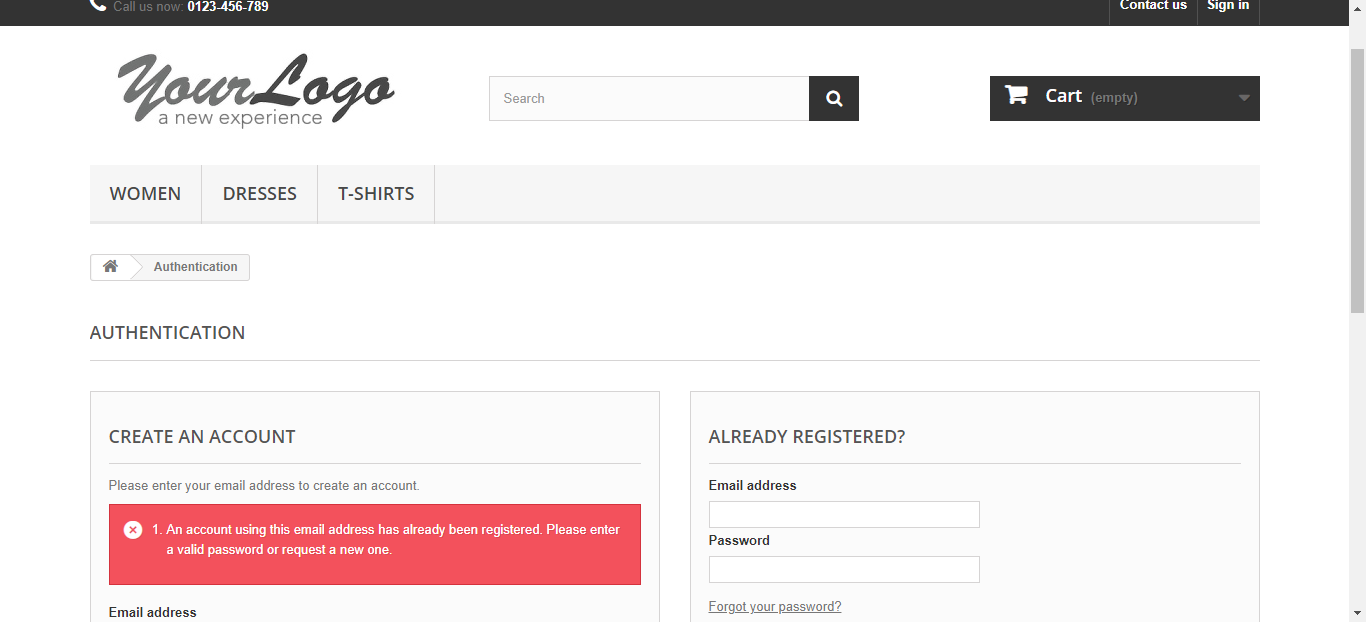 Call us now: 0123-456-789
Contact us
Sign in
Your Logo
a new experience
Search
Cart (empty)
WOMEN
DRESSES
T-SHIRTS
Authentication
AUTHENTICATION
CREATE AN ACCOUNT
Please enter your email address to create an account.
1. An account using this email address has already been registered. Please enter
a valid password or request a new one.
Email address
ALREADY REGISTERED?
Email address
Password
Forgot your password?